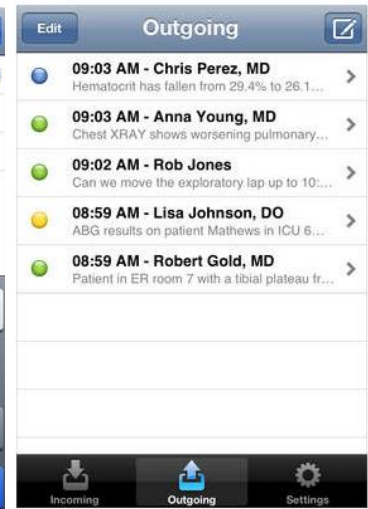 Edit
Outgoing
09:03 AM - Chris Perez, MD
Hematocrit has fallen from 29.4% to 26.1...
09:03 AM - Anna Young, MD
Chest XRAY shows worsening pulmonary...
09:02 AM - Rob Jones
Can we move the exploratory lap up to 10:...
08:59 AM - Lisa Johnson, DO
ABG results on patient Mathews in ICU 6...
08:59 AM - Robert Gold, MD
Patient in ER room 7 with a tibial plateau fr...
Incoming
Outgoing
Settings